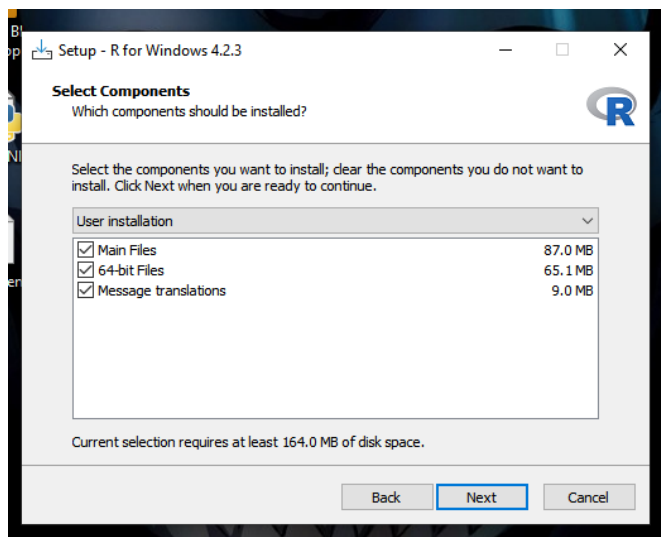 Setup - R for Windows 4.2.3
Select Components
Which components should be installed?
R
Select the components you want to install; clear the components you do not want to
install. Click Next when you are ready to continue.
User installation
Main Files 87.0 MB
64-bit Files 65.1 MB
Message translations 9.0 MB
Current selection requires at least 164.0 MB of disk space.
Back Next Cancel